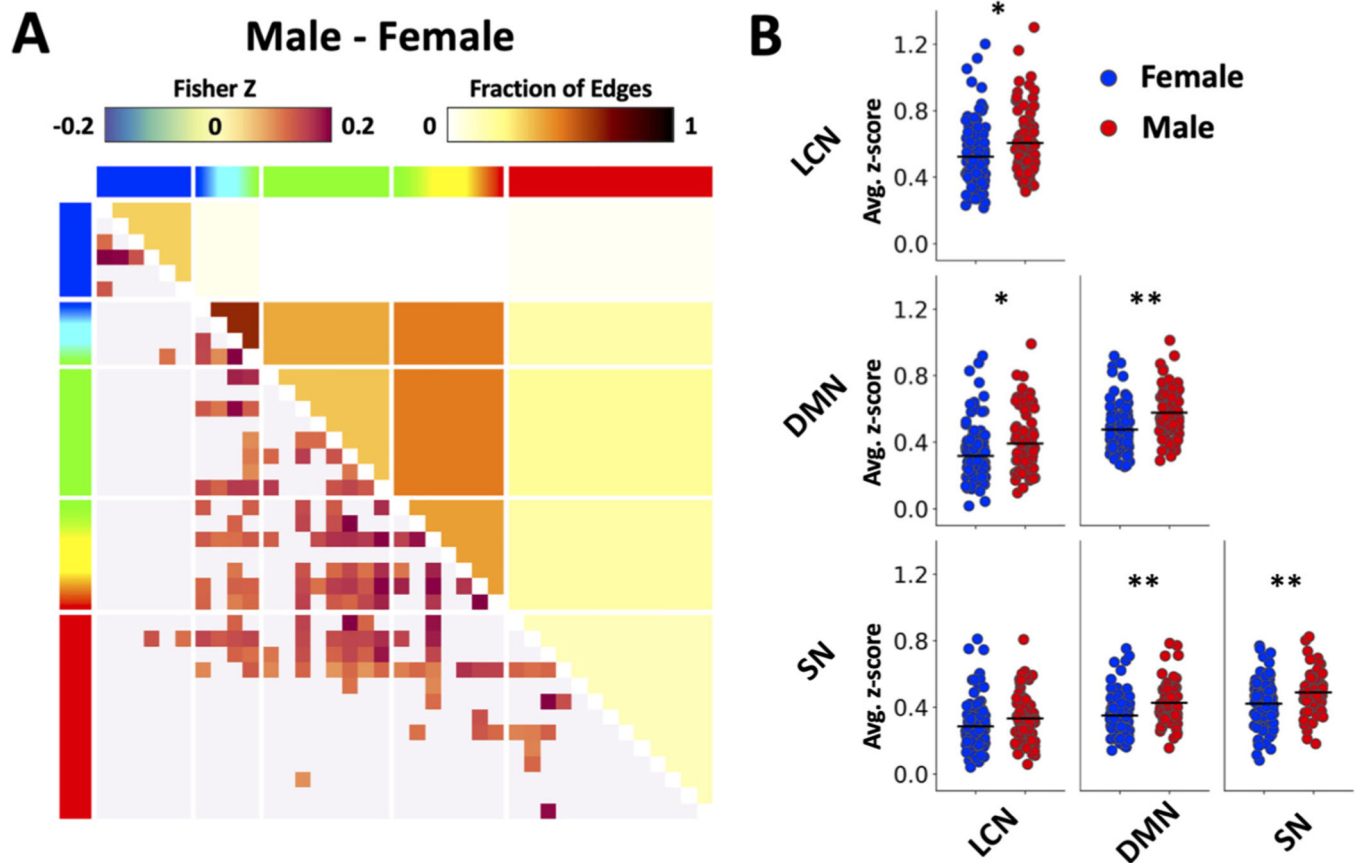 A
Male - Female
Fisher Z
-0.2
0
0.2
Fraction of Edges
0
1
B
*
1.2
0.8
0.4
0.0
Avg. z-score
LCN
Female
Male
*
**
1.2
0.8
0.4
0.0
Avg. z-score
DMN
**
**
1.2
0.8
0.4
0.0
Avg. z-score
SN
LCN
DMN
SN